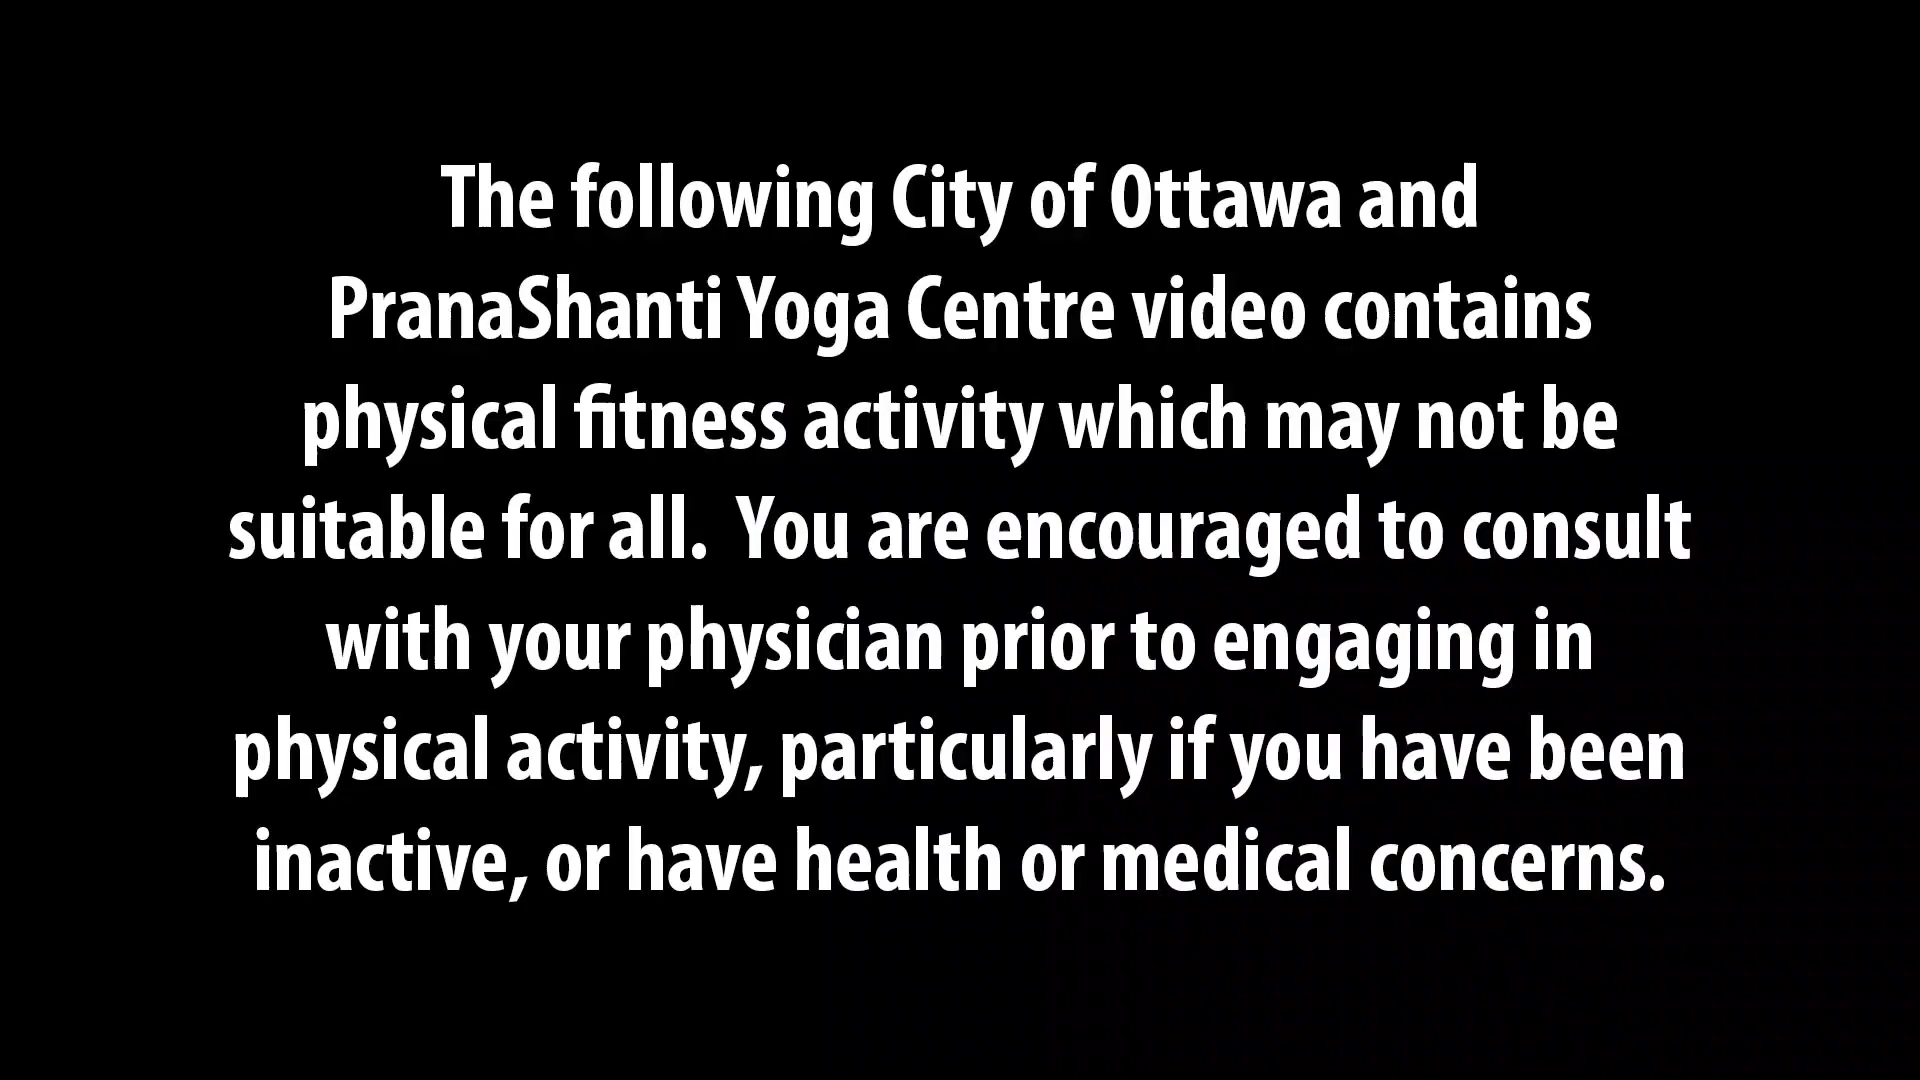 The following City of Ottawa and
PranaShanti Yoga Centre video contains
physical fitness activity which may not be
suitable for all.  You are encouraged to consult
with your physician prior to engaging in
physical activity, particularly if you have been
inactive, or have health or medical concerns.